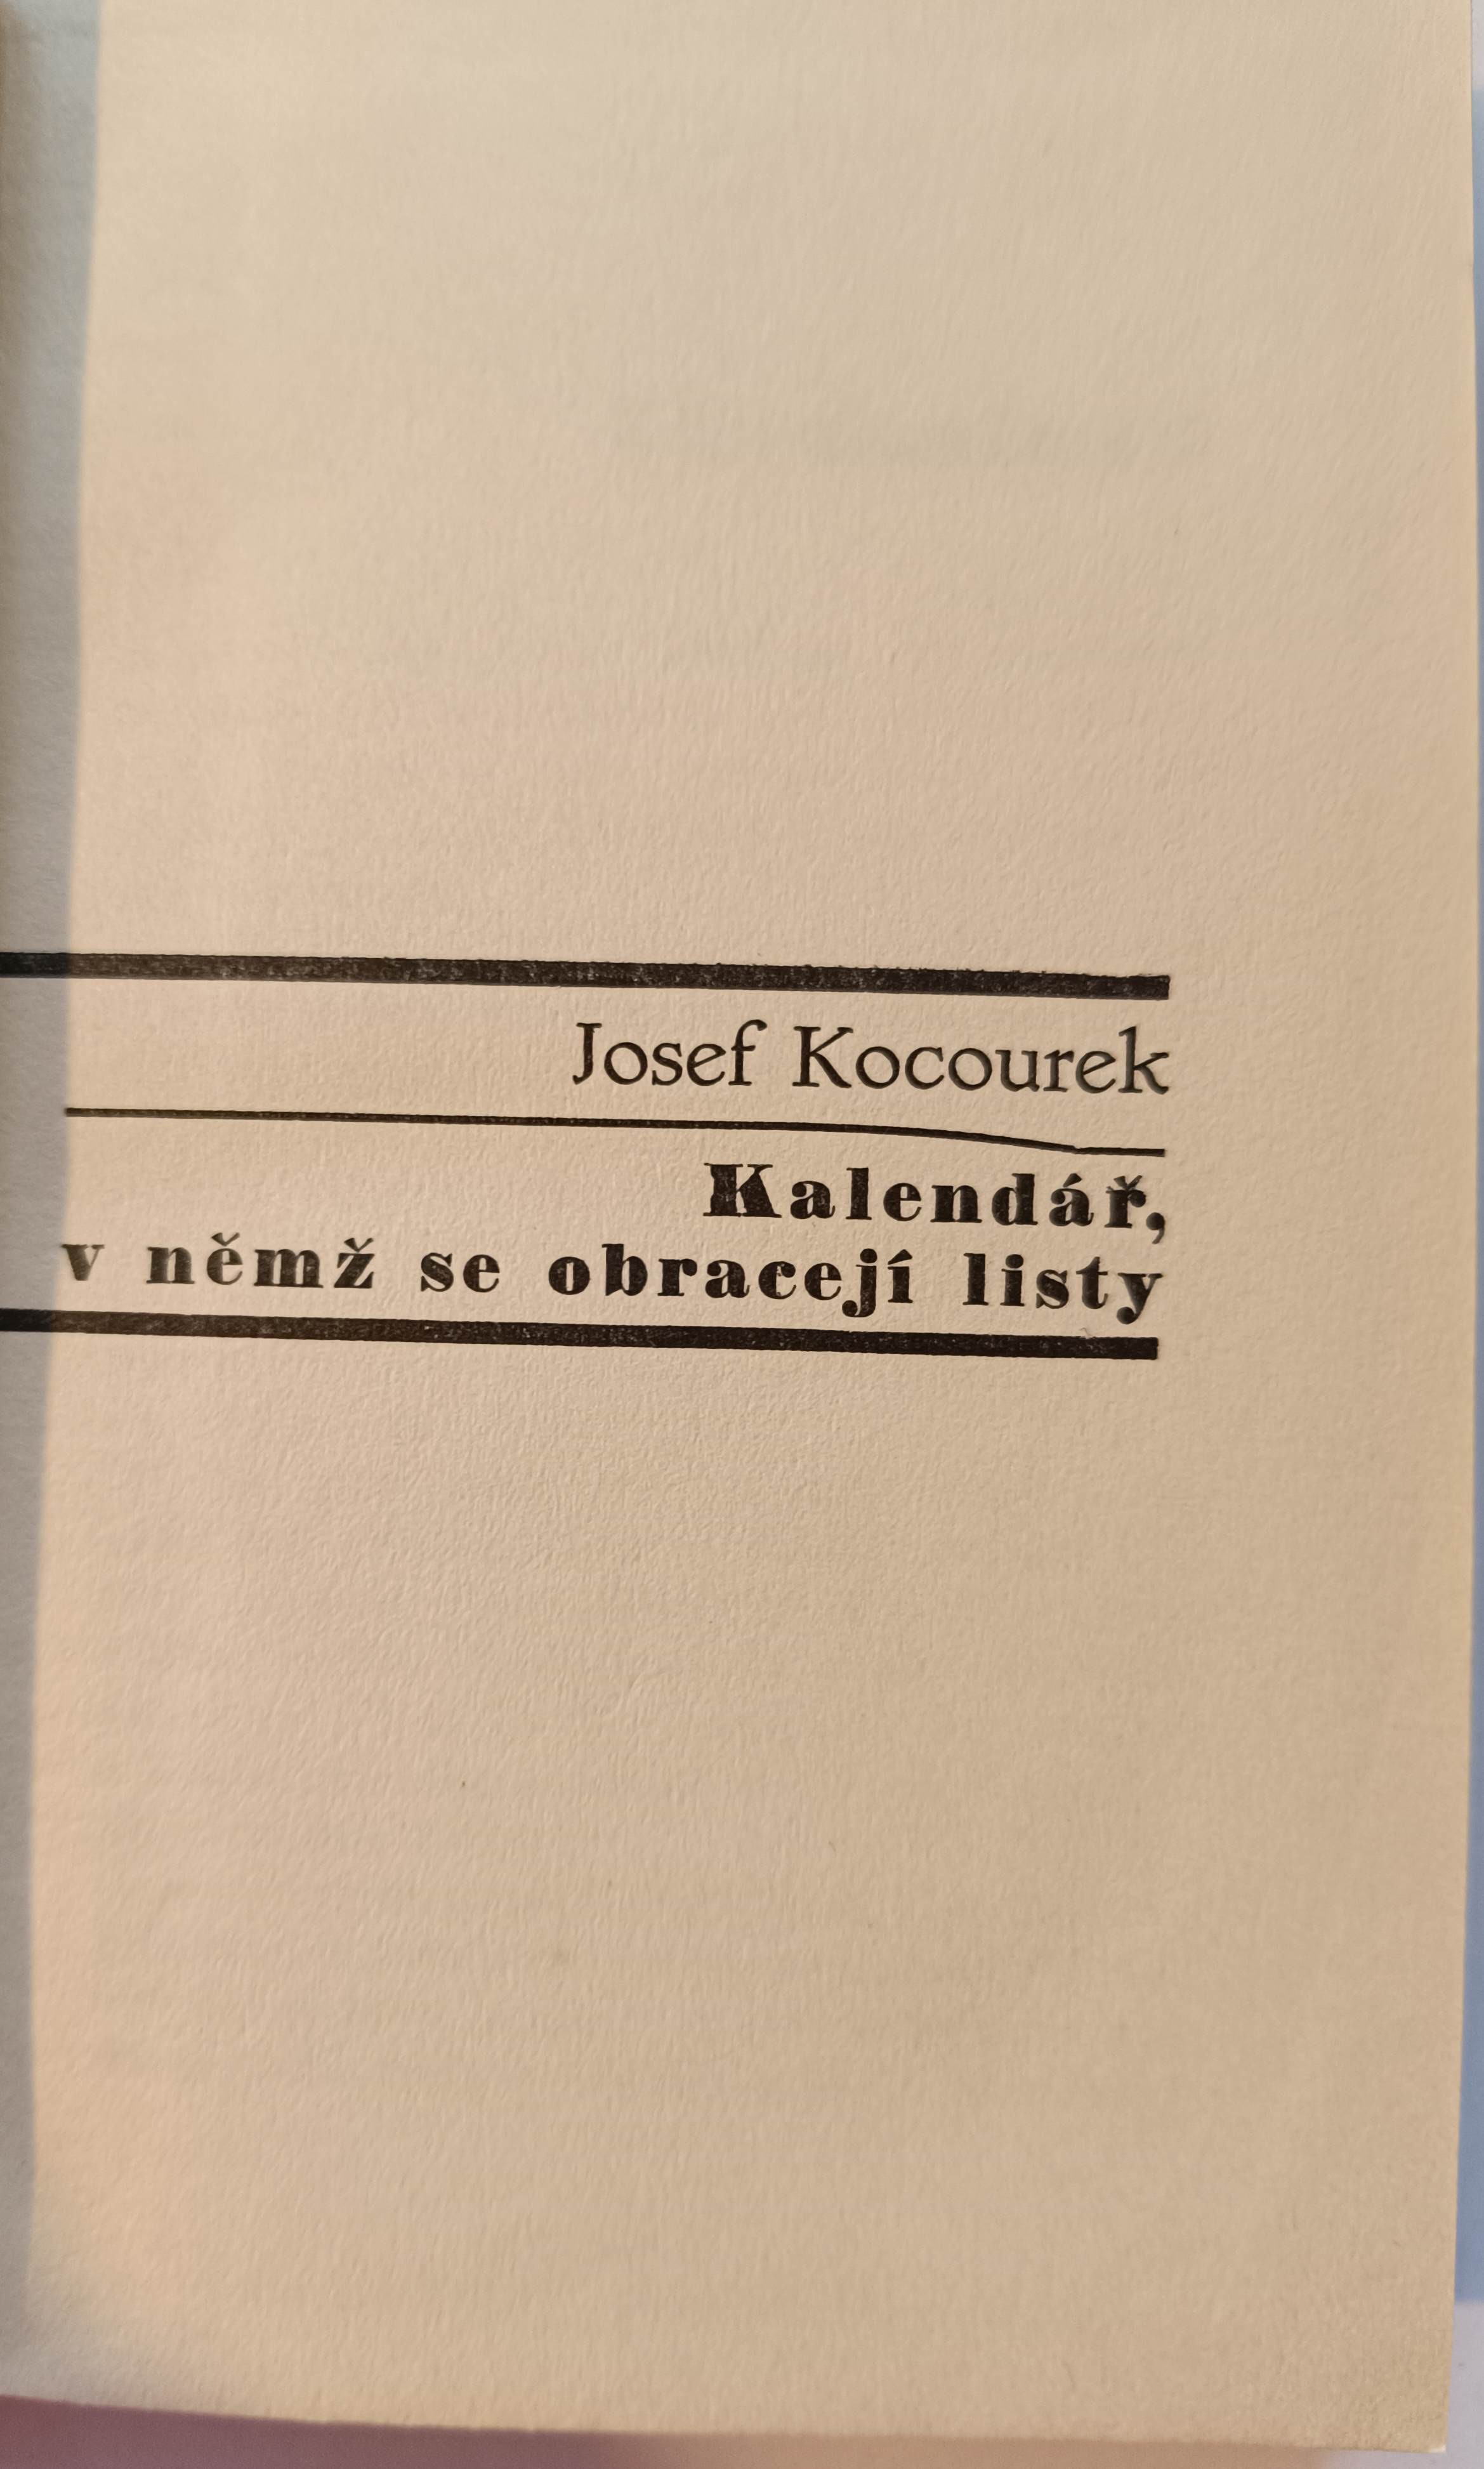 Josef Kocourek
Kalendář,
v němž se obracejí listy